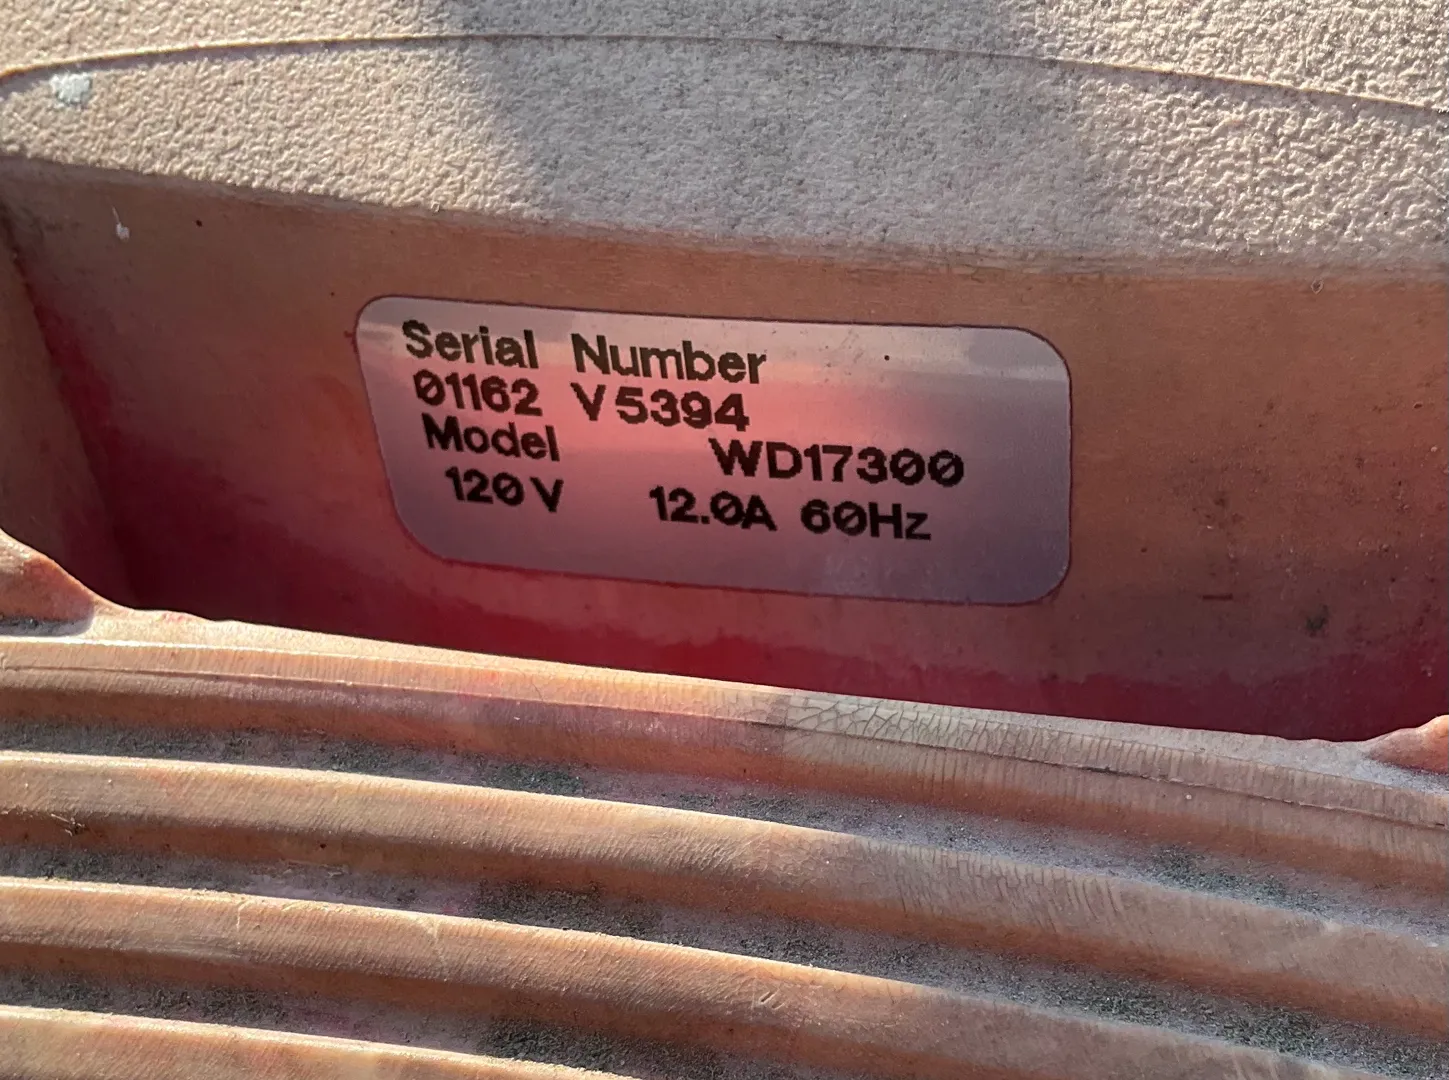 Serial Number
01162 V5394
Model WD17300
120V 12.0A 60Hz